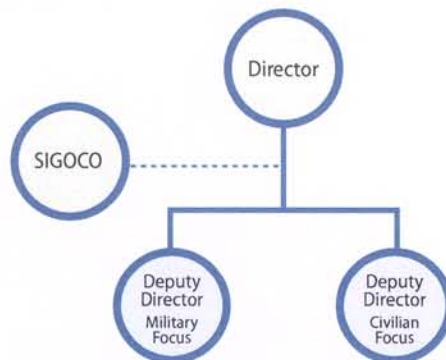 Director
SIGOCO
Deputy
Director
Military
Focus
Deputy
Director
Civilian
Focus